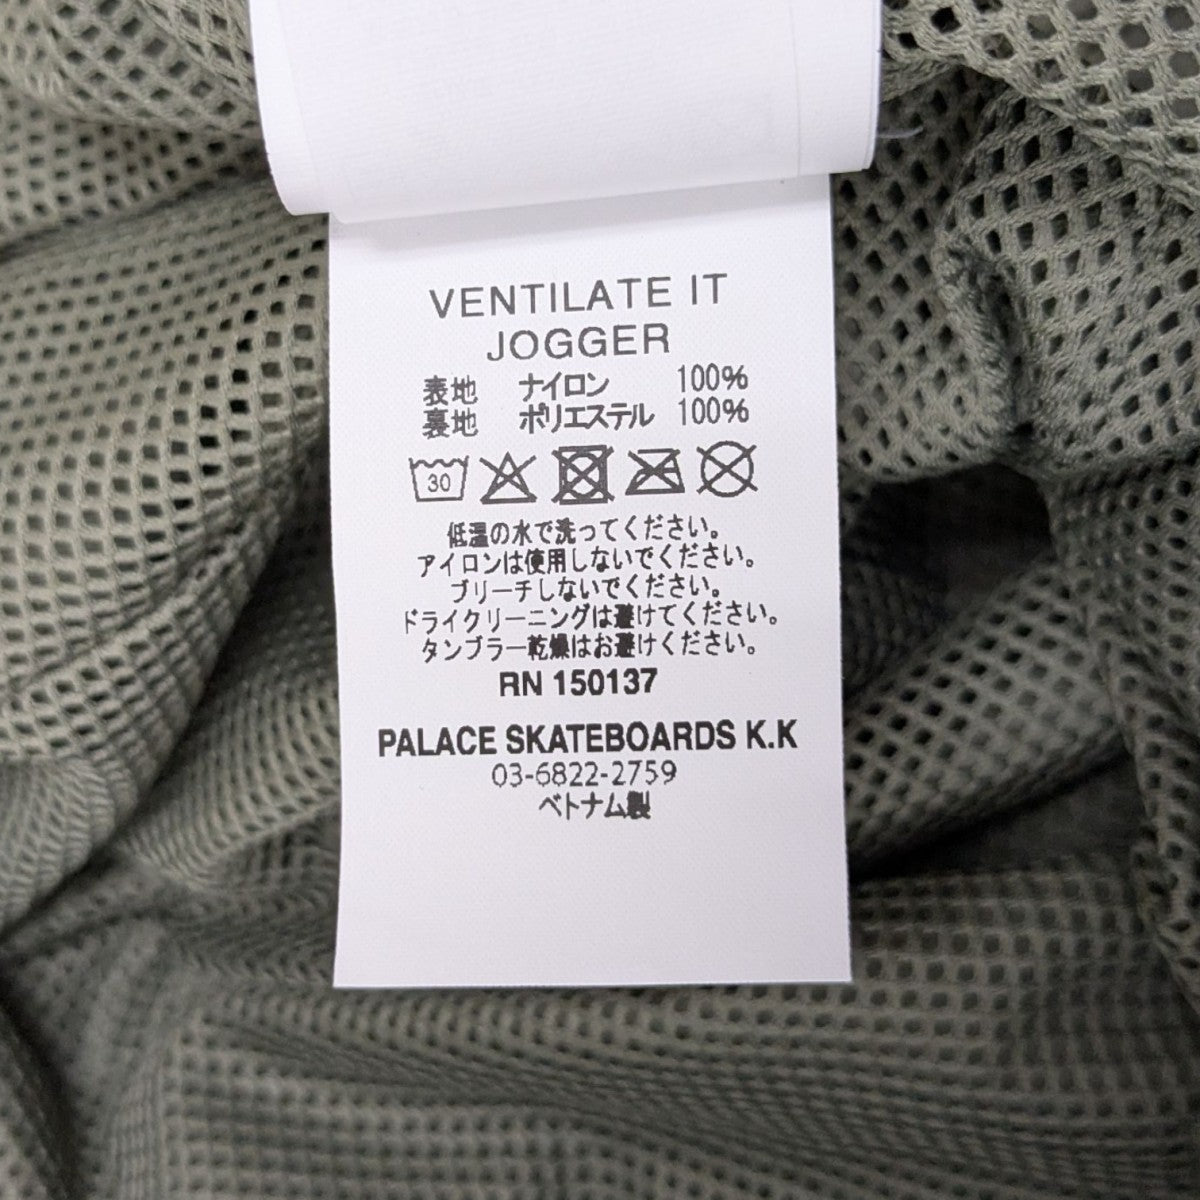 VENTILATE IT
JOGGER
表地 ナイロン 100%
裏地 ポリエステル 100%
30
低温の水で洗ってください。
アイロンは使用しないでください。
ブリーチしないでください。
ドライクリーニングは避けてください。
タンブラー乾燥はお避けください。
RN 150137
PALACE SKATEBOARDS K.K
03-6822-2759
ベトナム製